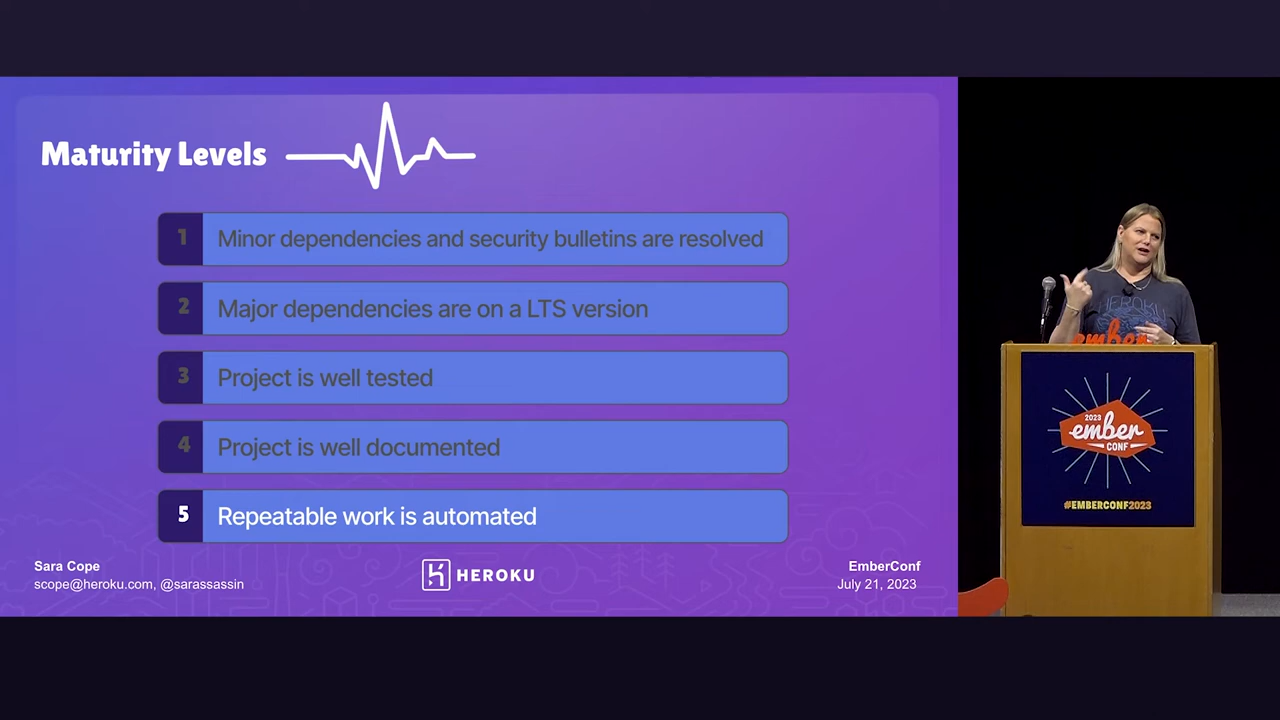 Maturity Levels
1 Minor dependencies and security bulletins are resolved
2 Major dependencies are on a LTS version
3 Project is well tested
4 Project is well documented
5 Repeatable work is automated
Sara Cope
scope@heroku.com, @sarassassin
HEROKU
EmberConf
July 21, 2023
HEROKU
ember
2023
ember
CONF
#EMBERCONF2023